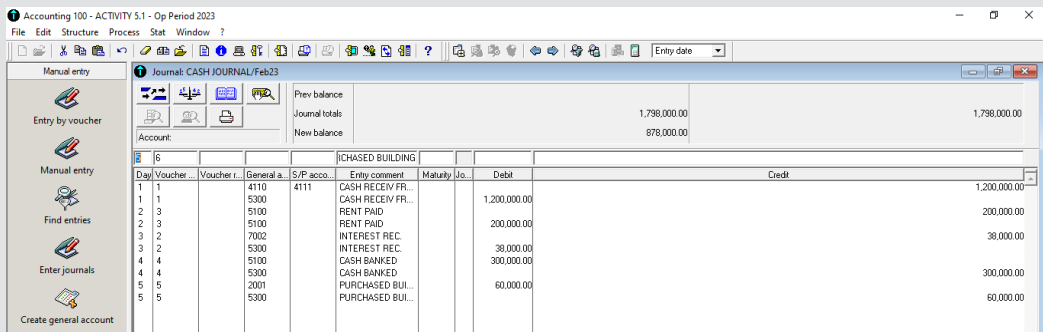 Accounting 100 - ACTIVITY 5.1 - Op Period 2023
File Edit Structure Process Stat Window ?
Entry date
Manual entry
Entry by voucher
Manual entry
Find entries
Enter journals
Create general account
Journal: CASH JOURNAL/Feb23
Account:
Prev balance
Journal totals 1,798,000.00 1,798,000.00
New balance 878,000.00
5 6 ICHASED BUILDING
Day Voucher ... Voucher r... General a... S/P acco... Entry comment Maturity Jo... Debit Credit
1 1 4110 4111 CASH RECEIV FR... 1,200,000.00
1 1 5300 CASH RECEIV FR... 1,200,000.00
2 3 5100 RENT PAID 200,000.00
2 3 5100 RENT PAID 200,000.00
3 2 7002 INTEREST REC. 38,000.00
3 2 5300 INTEREST REC. 38,000.00
4 4 5100 CASH BANKED 300,000.00
4 4 5300 CASH BANKED 300,000.00
5 5 2001 PURCHASED BUI... 60,000.00
5 5 5300 PURCHASED BUI... 60,000.00